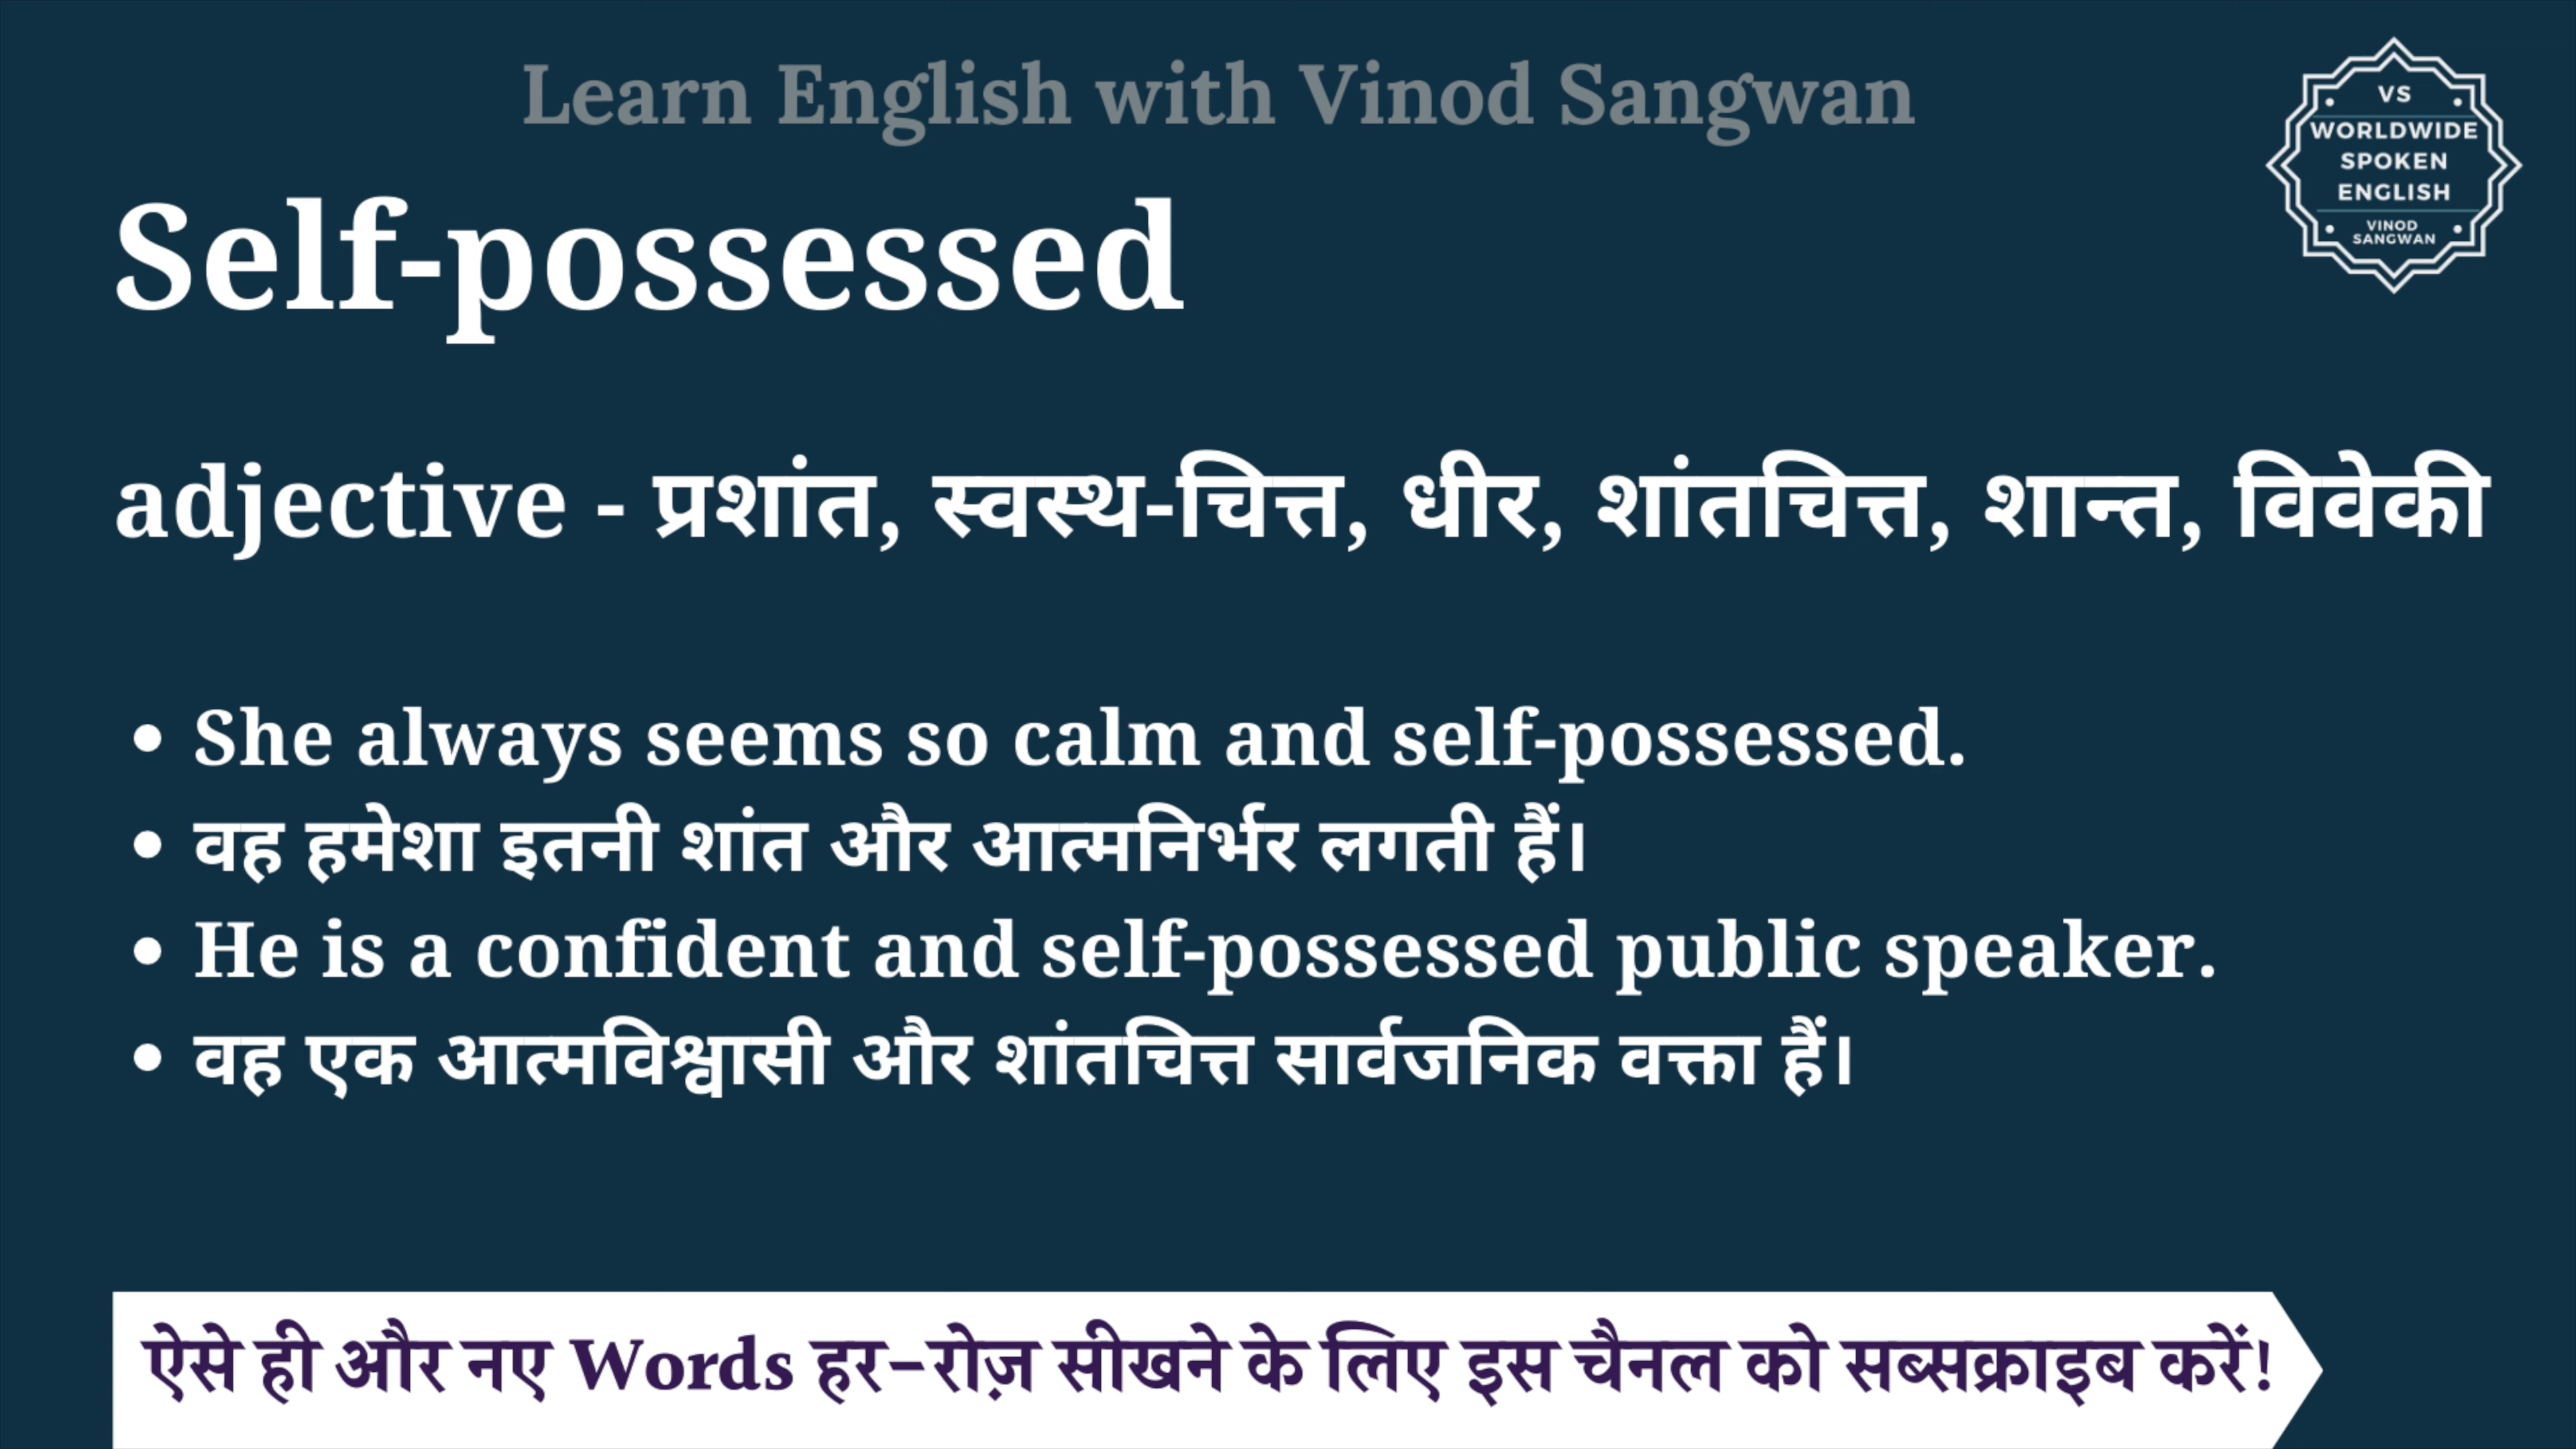 Learn English with Vinod Sangwan
VS
WORLDWIDE
SPOKEN
ENGLISH
VINOD
SANGWAN
Self-possessed
adjective - प्रशांत, स्वस्थ-चित्त, धीर, शांतचित्त, शान्त, विवेकी
• She always seems so calm and self-possessed.
• वह हमेशा इतनी शांत और आत्मनिर्भर लगती हैं।
• He is a confident and self-possessed public speaker.
• वह एक आत्मविश्वासी और शांतचित्त सार्वजनिक वक्ता हैं।
ऐसे ही और नए Words हर-रोज़ सीखने के लिए इस चैनल को सब्सक्राइब करें!